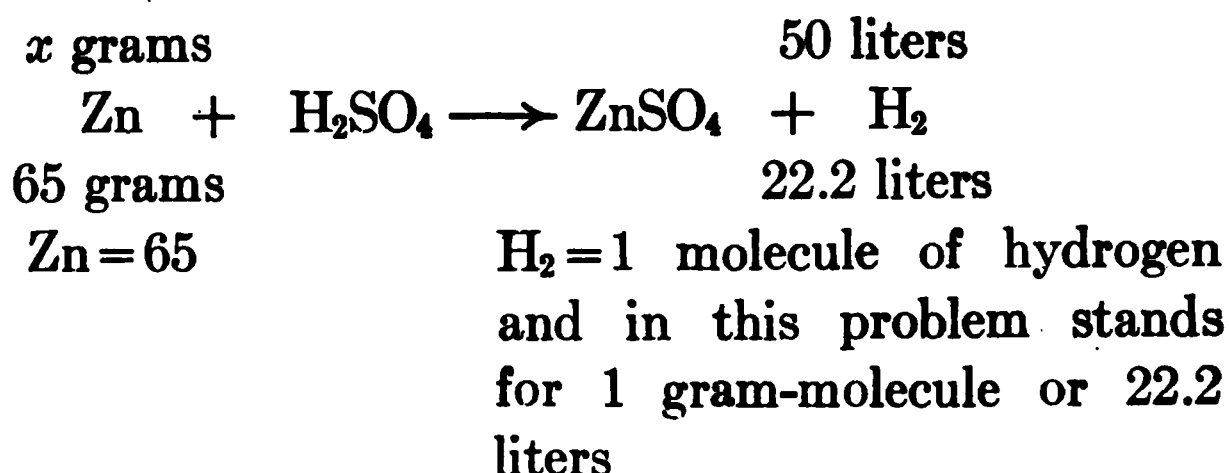 x grams 50 liters
Zn + H₂SO₄ ⟶ ZnSO₄ + H₂
65 grams 22.2 liters
Zn=65 H₂=1 molecule of hydrogen
and in this problem stands
for 1 gram-molecule or 22.2
liters